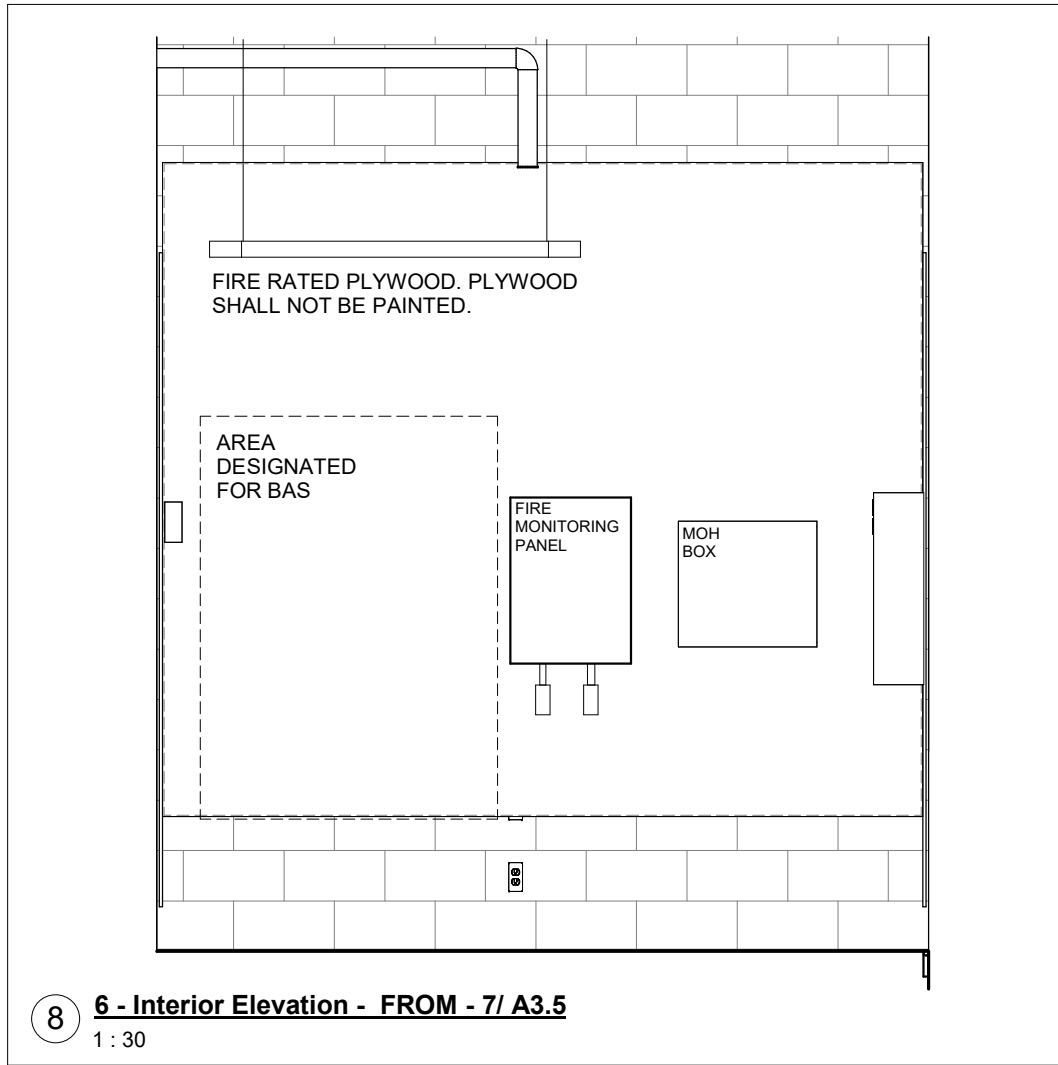 FIRE RATED PLYWOOD. PLYWOOD
SHALL NOT BE PAINTED.
AREA
DESIGNATED
FOR BAS
FIRE
MONITORING
PANEL
MOH
BOX
8
6 - Interior Elevation - FROM - 7/ A3.5
1 : 30